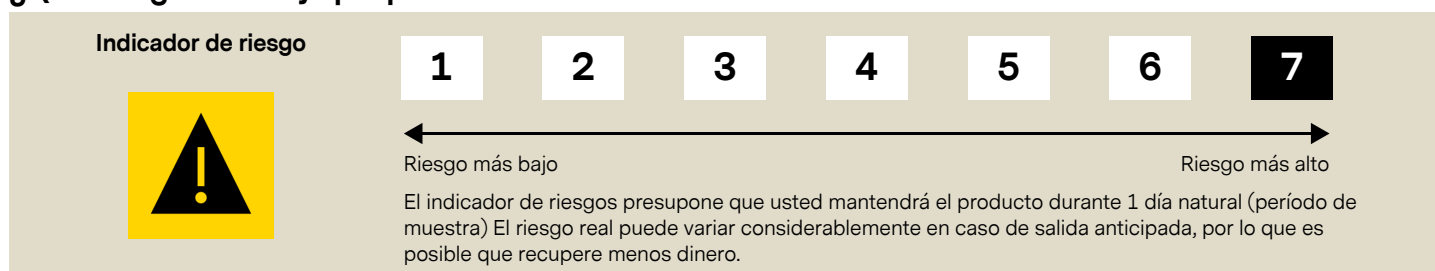 Indicador de riesgo
1 2 3 4 5 6 7
Riesgo más bajo Riesgo más alto
El indicador de riesgos presupone que usted mantendrá el producto durante 1 día natural (período de
muestra) El riesgo real puede variar considerablemente en caso de salida anticipada, por lo que es
posible que recupere menos dinero.